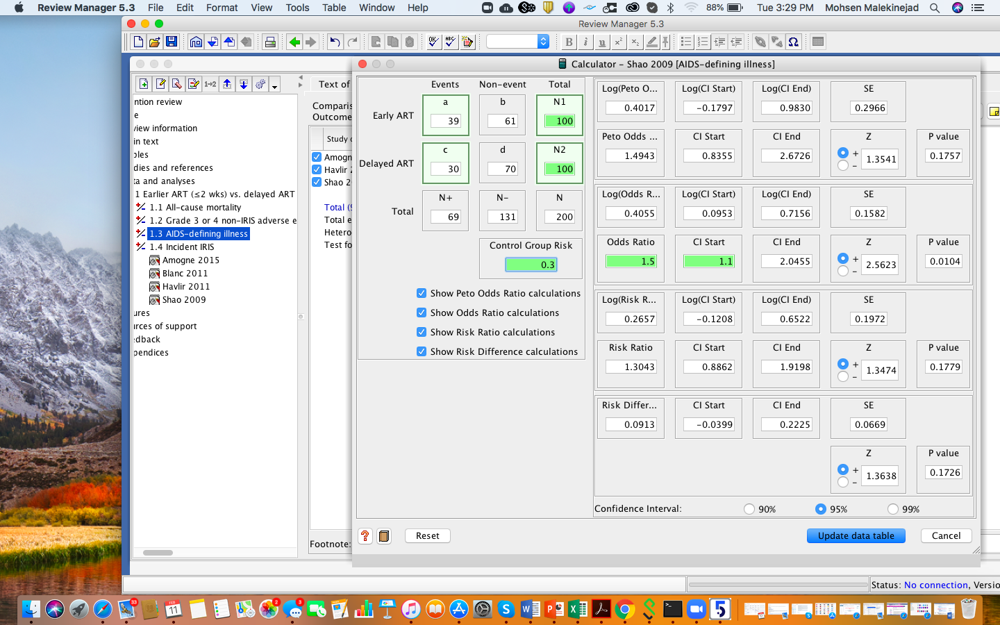 Review Manager 5.3 File Edit Format View Tools Table Window Help 88% Tue 3:29 PM Mohsen Malekinejad
Review Manager 5.3
Calculator – Shao 2009 [AIDS-defining illness]
Text of
ntion review
e
view information
in text
bles
dies and references
ta and analyses
1 Earlier ART (≤2 wks) vs. delayed ART
1.1 All-cause mortality
1.2 Grade 3 or 4 non-IRIS adverse e
1.3 AIDS-defining illness
1.4 Incident IRIS
Amogne 2015
Blanc 2011
Havlir 2011
Shao 2009
ures
urces of support
edback
pendices
Comparis
Outcome
Study
Amogn
Havlir 2
Shao 2
Total (9
Total e
Hetero
Test fo
Footnote:
Events Non-event Total
a b N1
Early ART 39 61 100
c d N2
Delayed ART 30 70 100
N+ N- N
Total 69 131 200
Control Group Risk
0.3
Show Peto Odds Ratio calculations
Show Odds Ratio calculations
Show Risk Ratio calculations
Show Risk Difference calculations
Log(Peto O... Log(CI Start) Log(CI End) SE
0.4017 -0.1797 0.9830 0.2966
Peto Odds ... CI Start CI End Z P value
1.4943 0.8355 2.6726 + - 1.3541 0.1757
Log(Odds R... Log(CI Start) Log(CI End) SE
0.4055 0.0953 0.7156 0.1582
Odds Ratio CI Start CI End Z P value
1.5 1.1 2.0455 + - 2.5623 0.0104
Log(Risk R... Log(CI Start) Log(CI End) SE
0.2657 -0.1208 0.6522 0.1972
Risk Ratio CI Start CI End Z P value
1.3043 0.8862 1.9198 + - 1.3474 0.1779
Risk Differ... CI Start CI End SE
0.0913 -0.0399 0.2225 0.0669
Z P value
+ - 1.3638 0.1726
Confidence Interval: 90% 95% 99%
Reset Update data table Cancel
Status: No connection, Versio